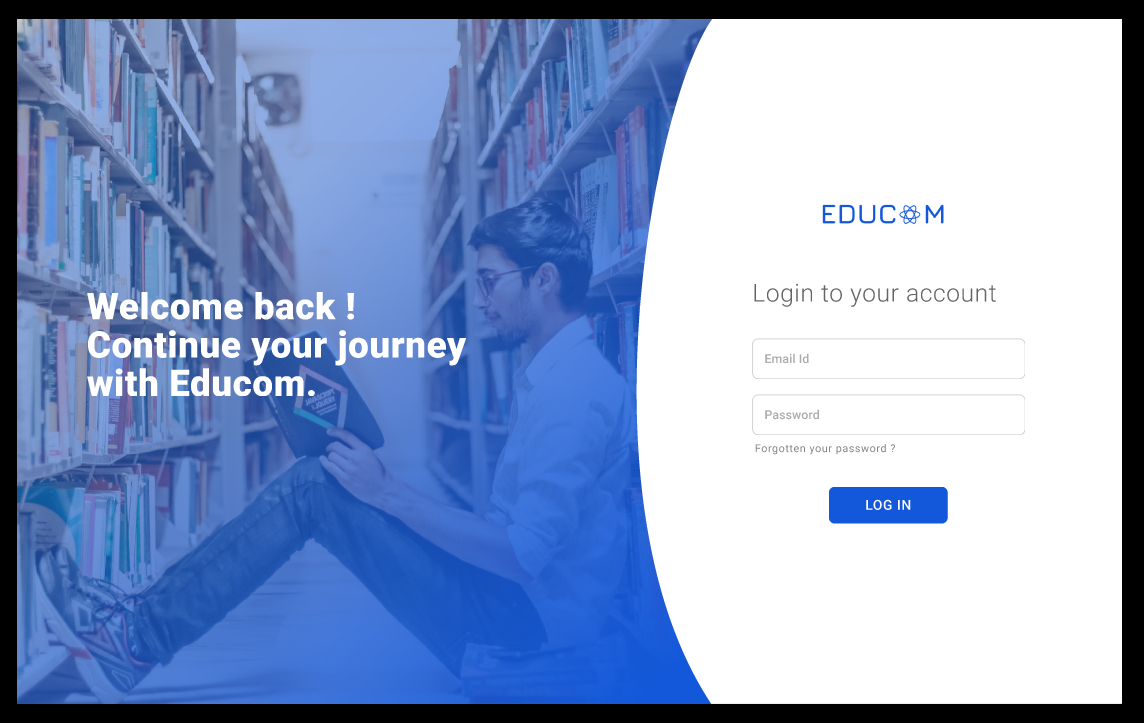 Welcome back !
Continue your journey
with Educom.
EDUCOM
Login to your account
Email Id
Password
Forgotten your password ?
LOG IN